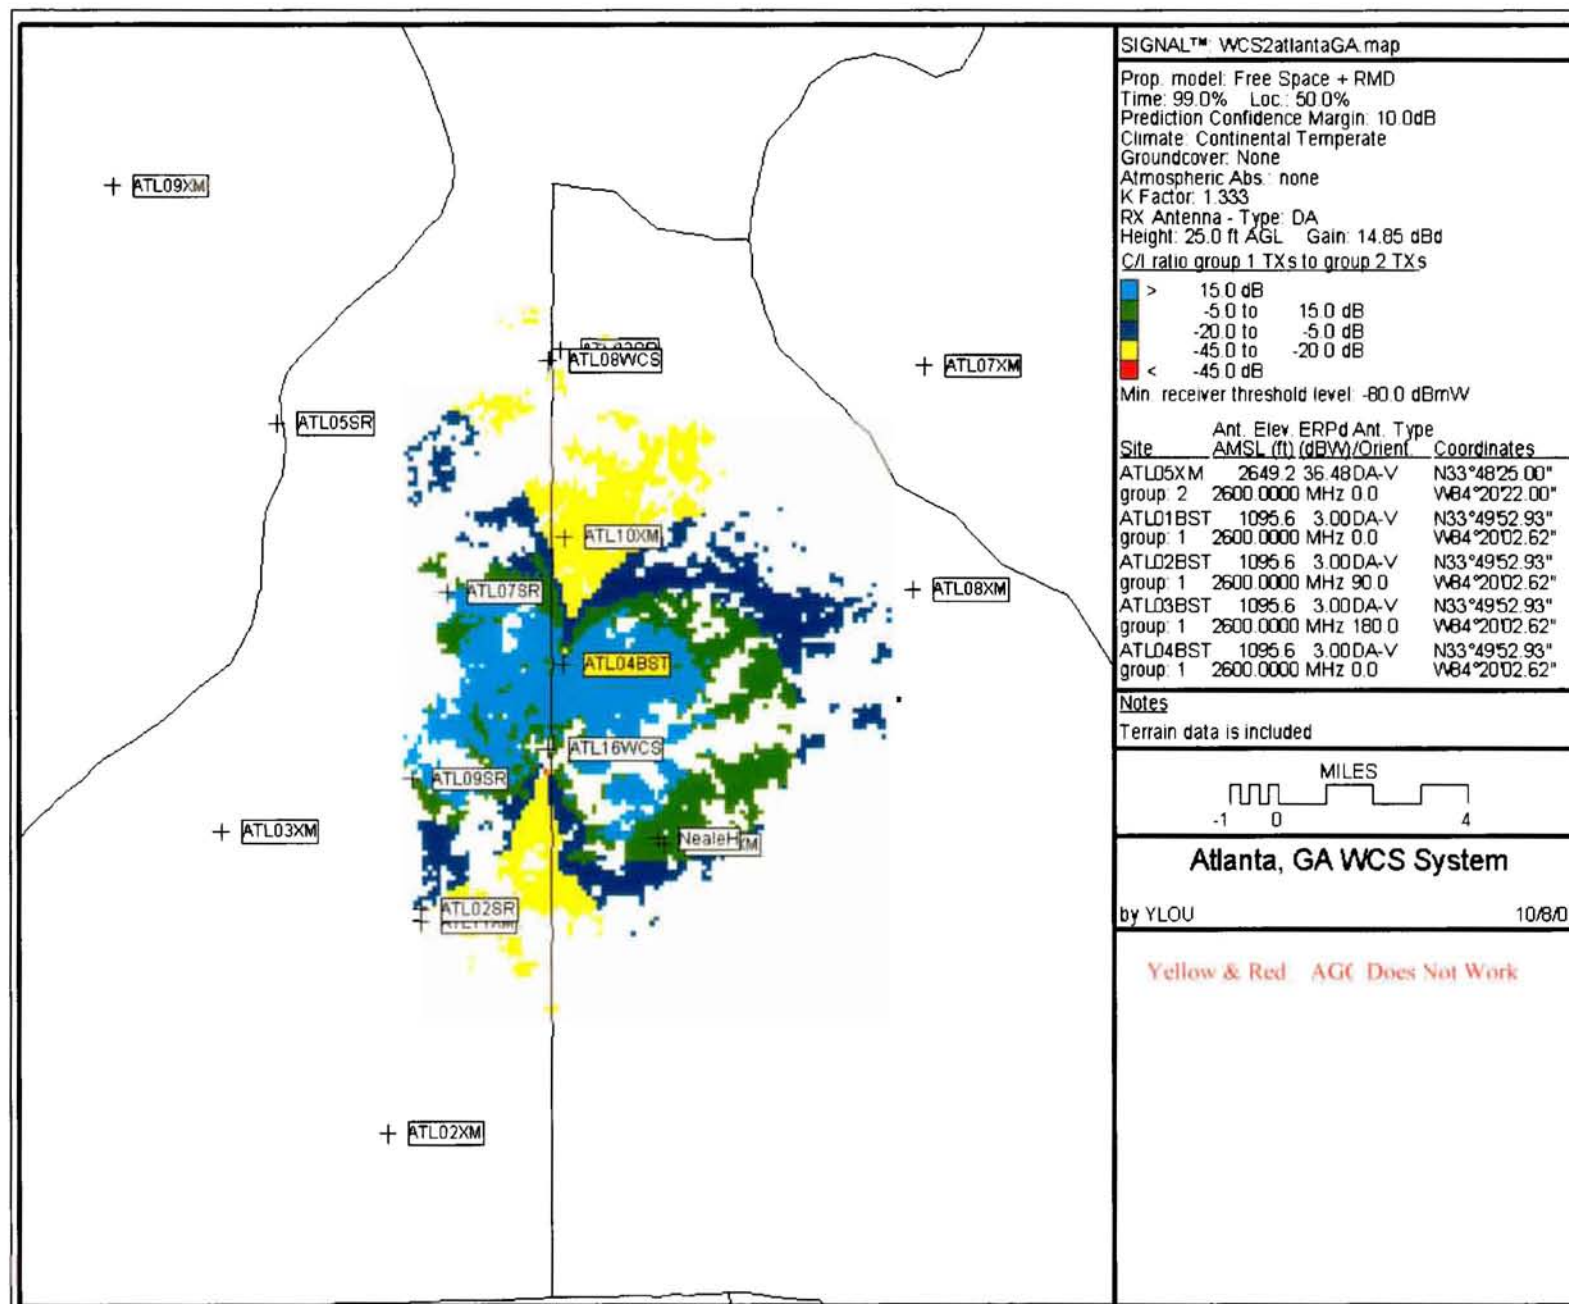 ATL09XM
ATL08WCS
ATL07XM
ATL05SR
ATL10XM
ATL07SR
ATL08XM
ATL04BST
ATL16WCS
ATL09SR
ATL03XM
NealeH
XM
ATL02SR
ATL02XM
SIGNAL™: WCS2atlantaGA.map
Prop. model: Free Space + RMD
Time: 99.0% Loc.: 50.0%
Prediction Confidence Margin: 10.0dB
Climate: Continental Temperate
Groundcover: None
Atmospheric Abs.: none
K Factor: 1.333
RX Antenna - Type: DA
Height: 25.0 ft AGL Gain: 14.85 dBd
C/I ratio group 1 TXs to group 2 TXs
> 15.0 dB
-5.0 to 15.0 dB
-20.0 to -5.0 dB
-45.0 to -20.0 dB
< -45.0 dB
Min. receiver threshold level: -80.0 dBmW
Ant. Elev. ERPd Ant. Type
Site AMSL (ft) (dBW) /Orient. Coordinates
ATL05XM 2649.2 36.48 DA-V N33°48'25.00"
group: 2 2600.0000 MHz 0.0 W84°20'22.00"
ATL01BST 1095.6 3.00 DA-V N33°49'52.93"
group: 1 2600.0000 MHz 0.0 W84°20'02.62"
ATL02BST 1095.6 3.00 DA-V N33°49'52.93"
group: 1 2600.0000 MHz 90.0 W84°20'02.62"
ATL03BST 1095.6 3.00 DA-V N33°49'52.93"
group: 1 2600.0000 MHz 180.0 W84°20'02.62"
ATL04BST 1095.6 3.00 DA-V N33°49'52.93"
group: 1 2600.0000 MHz 0.0 W84°20'02.62"
Notes
Terrain data is included
MILES
-1 0 4
Atlanta, GA WCS System
by YLOU 10/8/0
Yellow & Red AGC Does Not Work